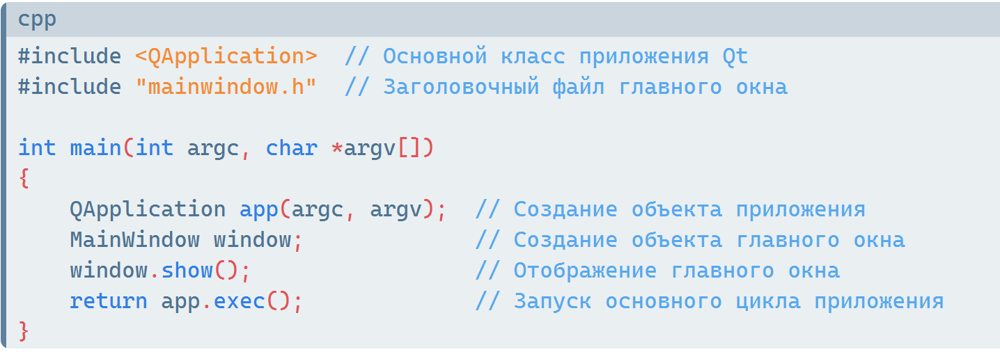 cpp
#include <QApplication>  // Основной класс приложения Qt
#include "mainwindow.h"  // Заголовочный файл главного окна
int main(int argc, char *argv[])
{
    QApplication app(argc, argv);  // Создание объекта приложения
    MainWindow window;             // Создание объекта главного окна
    window.show();                 // Отображение главного окна
    return app.exec();             // Запуск основного цикла приложения
}